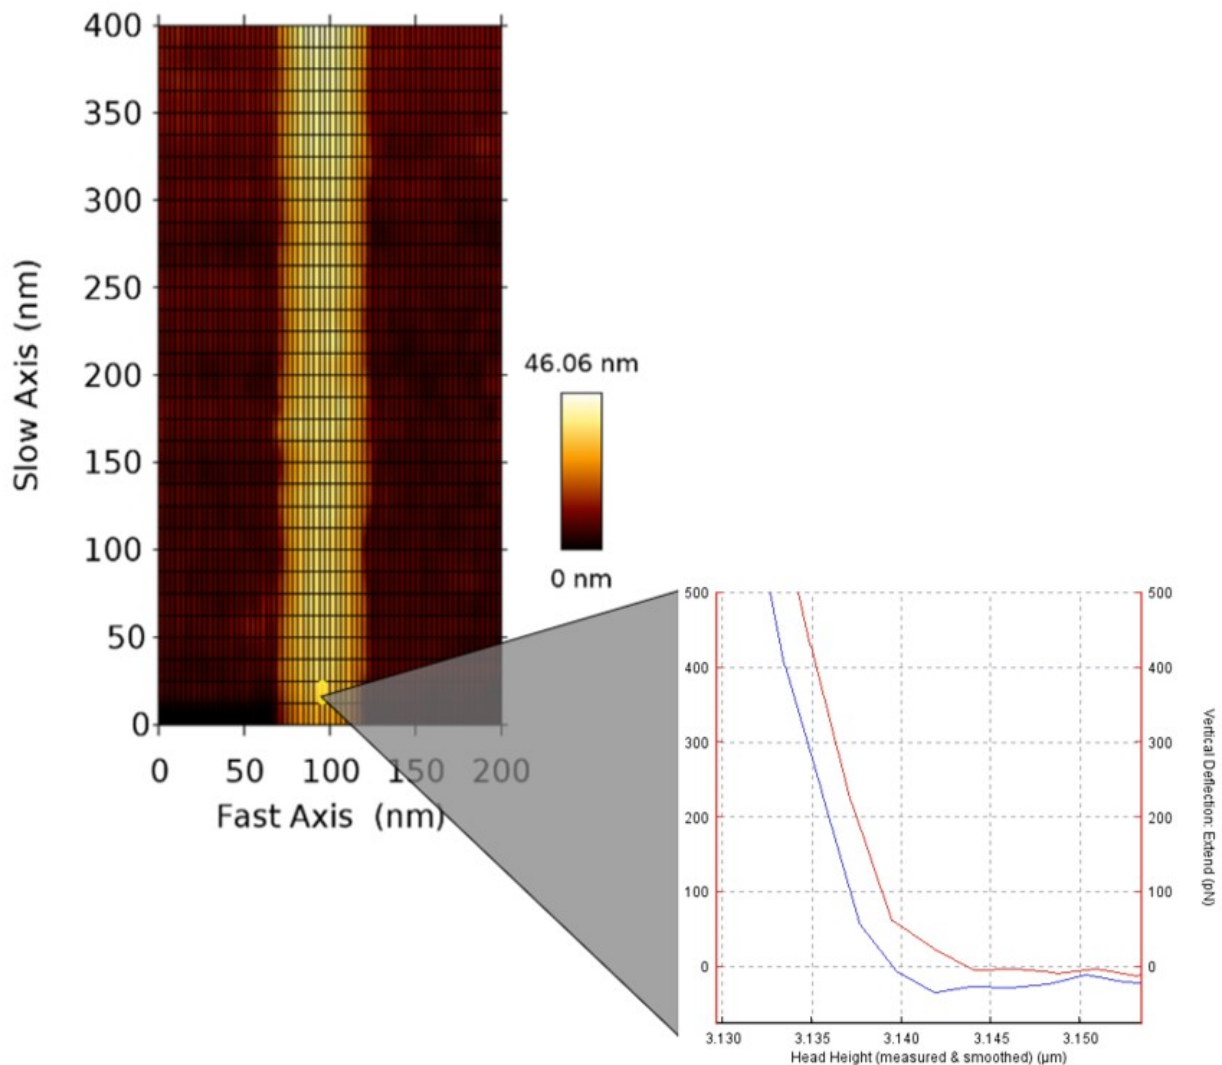 400
350
300
250
200
150
100
50
0
Slow Axis (nm)
0 50 100 150 200
Fast Axis (nm)
46.06 nm
0 nm
500
400
300
200
100
0
500
400
300
200
100
0
Vertical Deflection: Extend (pN)
3.130 3.135 3.140 3.145 3.150
Head Height (measured & smoothed) (µm)